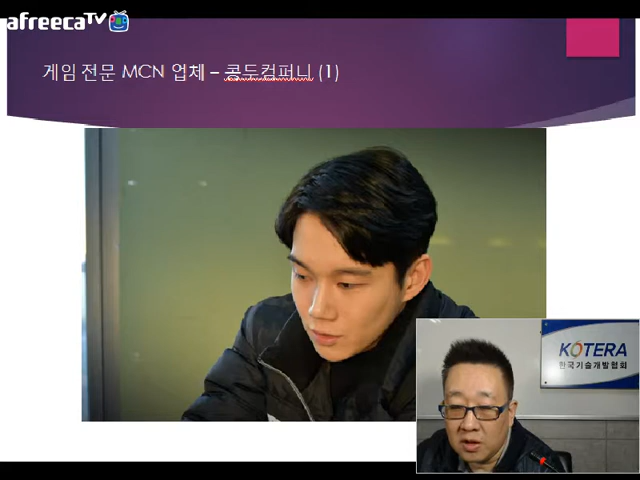 afreecaTV
게임 전문 MCN 업체 – 콩두컴퍼니 (1)
KOTERA
한국기술개발협회